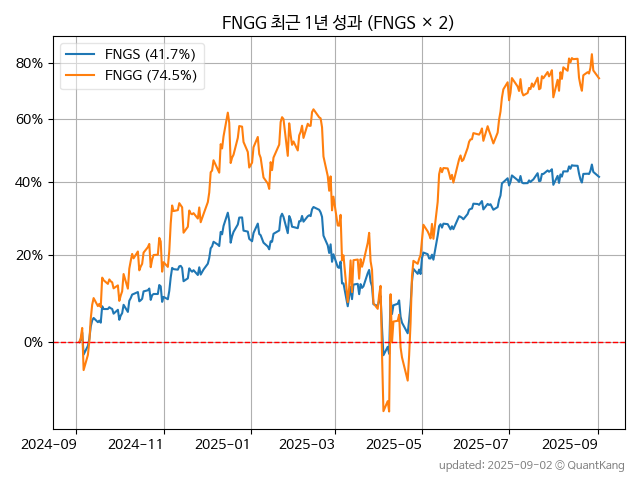 FNGG 최근 1년 성과 (FNGS × 2)
FNGS (41.7%)
FNGG (74.5%)
80%
60%
40%
20%
0%
2024-09 2024-11 2025-01 2025-03 2025-05 2025-07 2025-09
updated: 2025-09-02 © QuantKang